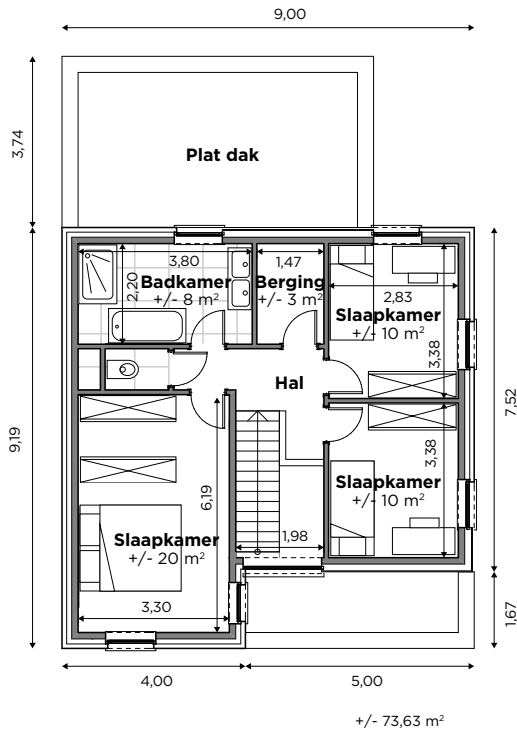 9,00
3,74
Plat dak
3,80
1,47
2,20
Badkamer
+/- 8 m²
Berging
+/- 3 m²
2,83
Slaapkamer
+/- 10 m²
3,38
Hal
7,52
9,19
6,19
3,38
Slaapkamer
+/- 10 m²
Slaapkamer
+/- 20 m²
1,98
3,30
1,67
4,00
5,00
+/- 73,63 m²